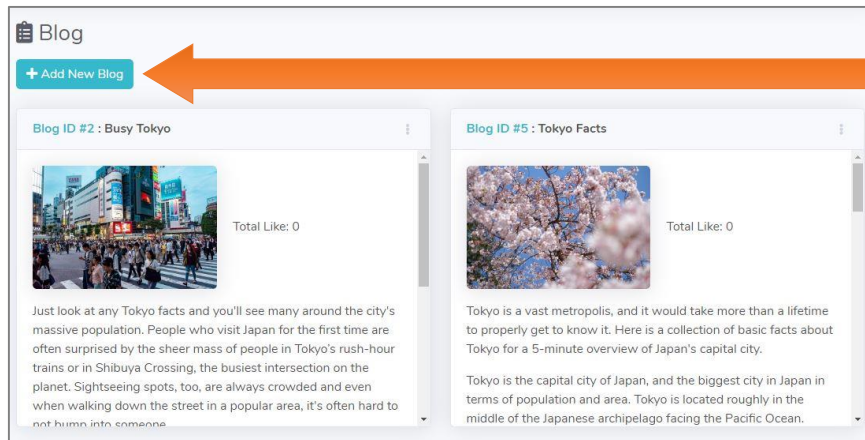 Blog
+ Add New Blog
Blog ID #2 : Busy Tokyo
Total Like: 0
Just look at any Tokyo facts and you'll see many around the city's
massive population. People who visit Japan for the first time are
often surprised by the sheer mass of people in Tokyo's rush-hour
trains or in Shibuya Crossing, the busiest intersection on the
planet. Sightseeing spots, too, are always crowded and even
when walking down the street in a popular area, it's often hard to
not bump into someone
Blog ID #5 : Tokyo Facts
Total Like: 0
Tokyo is a vast metropolis, and it would take more than a lifetime
to properly get to know it. Here is a collection of basic facts about
Tokyo for a 5-minute overview of Japan's capital city.
Tokyo is the capital city of Japan, and the biggest city in Japan in
terms of population and area. Tokyo is located roughly in the
middle of the Japanese archipelago facing the Pacific Ocean.